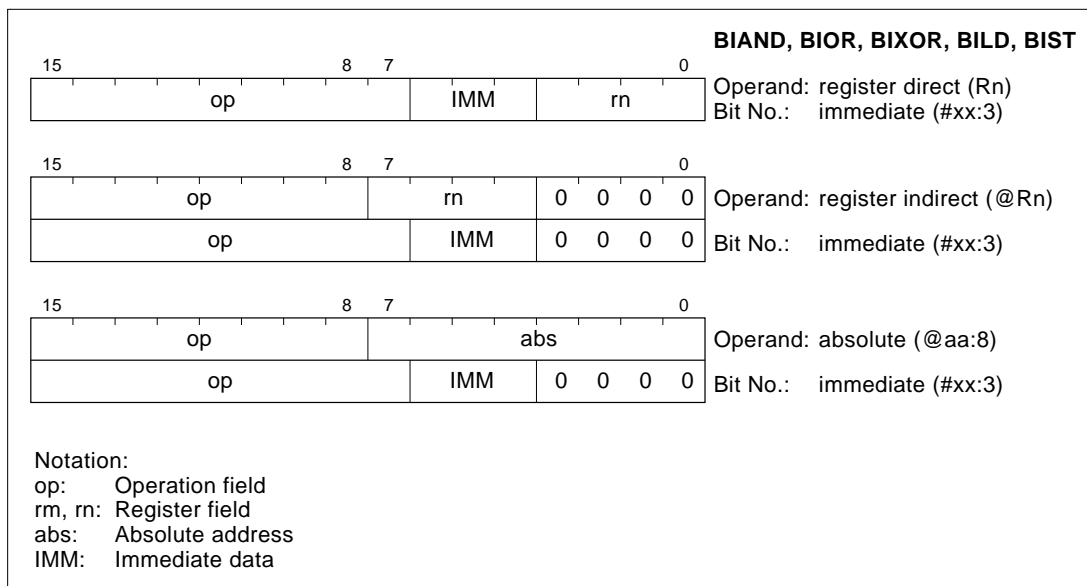 BIAND, BIOR, BIXOR, BILD, BIST
15 8 7 0
op IMM rn Operand: register direct (Rn)
Bit No.: immediate (#xx:3)
15 8 7 0
op rn 0 0 0 0 Operand: register indirect (@Rn)
op IMM 0 0 0 0 Bit No.: immediate (#xx:3)
15 8 7 0
op abs Operand: absolute (@aa:8)
op IMM 0 0 0 0 Bit No.: immediate (#xx:3)
Notation:
op: Operation field
rm, rn: Register field
abs: Absolute address
IMM: Immediate data